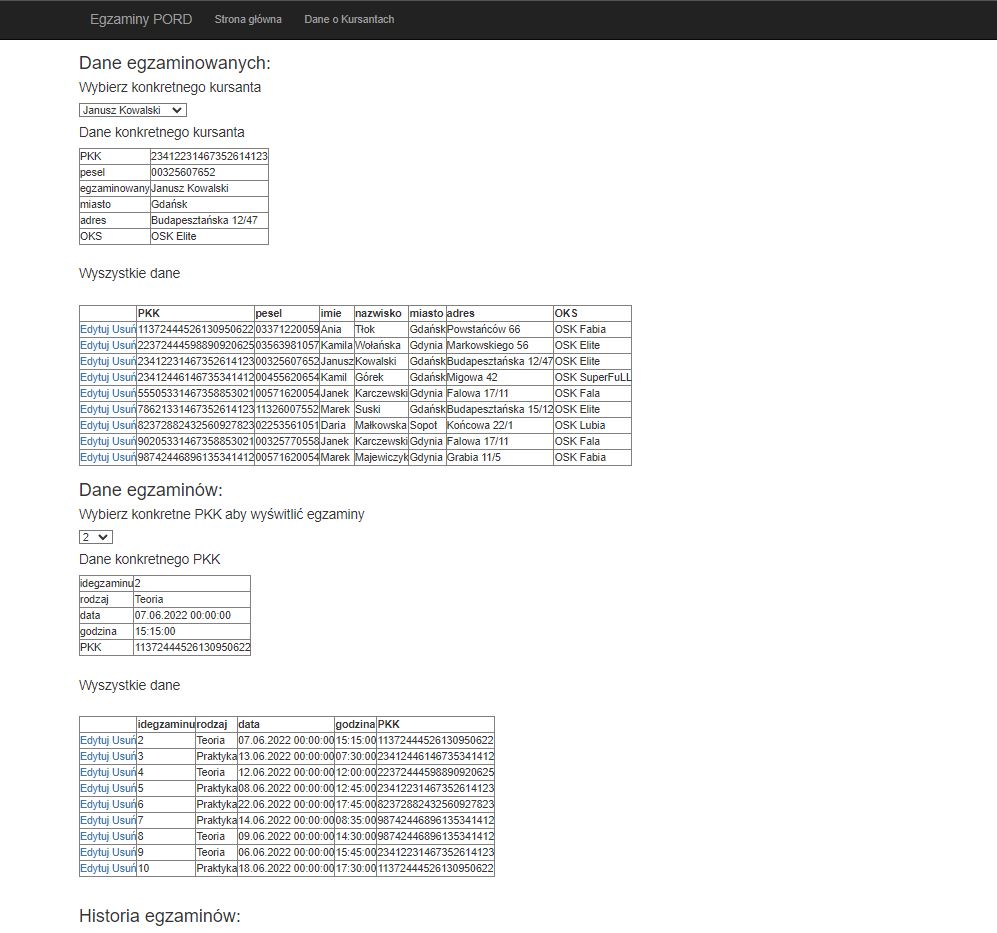 Egzaminy PORD Strona główna Dane o Kursantach
Dane egzaminowanych:
Wybierz konkretnego kursanta
Janusz Kowalski
Dane konkretnego kursanta
PKK 23412231467352614123
pesel 00325607652
egzaminowany Janusz Kowalski
miasto Gdańsk
adres Budapesztańska 12/47
OKS OSK Elite
Wyszystkie dane
PKK pesel imie nazwisko miasto adres OKS
Edytuj Usuń 11372444526130950622 03371220059 Ania Tłok Gdańsk Powstańców 66 OSK Fabia
Edytuj Usuń 22372444598890920625 03563981057 Kamila Wołańska Gdynia Markowskiego 56 OSK Elite
Edytuj Usuń 23412231467352614123 00325607652 Janusz Kowalski Gdańsk Budapesztańska 12/47 OSK Elite
Edytuj Usuń 23412446146735341412 00455620654 Kamil Górek Gdańsk Migowa 42 OSK SuperFuLL
Edytuj Usuń 55505331467358853021 00571620054 Janek Karczewski Gdynia Falowa 17/11 OSK Fala
Edytuj Usuń 78621331467352614123 11326007552 Marek Suski Gdańsk Budapesztańska 15/12 OSK Elite
Edytuj Usuń 82372882432560927823 02253561051 Daria Małkowska Sopot Końcowa 22/1 OSK Lubia
Edytuj Usuń 90205331467358853021 00325770558 Janek Karczewski Gdynia Falowa 17/11 OSK Fala
Edytuj Usuń 98742446896135341412 00571620054 Marek Majewiczyk Gdynia Grabia 11/5 OSK Fabia
Dane egzaminów:
Wybierz konkretne PKK aby wyświtlić egzaminy
2
Dane konkretnego PKK
idegzaminu 2
rodzaj Teoria
data 07.06.2022 00:00:00
godzina 15:15:00
PKK 11372444526130950622
Wyszystkie dane
idegzaminu rodzaj data godzina PKK
Edytuj Usuń 2 Teoria 07.06.2022 00:00:00 15:15:00 11372444526130950622
Edytuj Usuń 3 Praktyka 13.06.2022 00:00:00 07:30:00 23412446146735341412
Edytuj Usuń 4 Teoria 12.06.2022 00:00:00 12:00:00 22372444598890920625
Edytuj Usuń 5 Praktyka 08.06.2022 00:00:00 12:45:00 23412231467352614123
Edytuj Usuń 6 Praktyka 22.06.2022 00:00:00 17:45:00 82372882432560927823
Edytuj Usuń 7 Praktyka 14.06.2022 00:00:00 08:35:00 98742446896135341412
Edytuj Usuń 8 Teoria 09.06.2022 00:00:00 14:30:00 98742446896135341412
Edytuj Usuń 9 Teoria 06.06.2022 00:00:00 15:45:00 23412231467352614123
Edytuj Usuń 10 Praktyka 18.06.2022 00:00:00 17:30:00 11372444526130950622
Historia egzaminów: